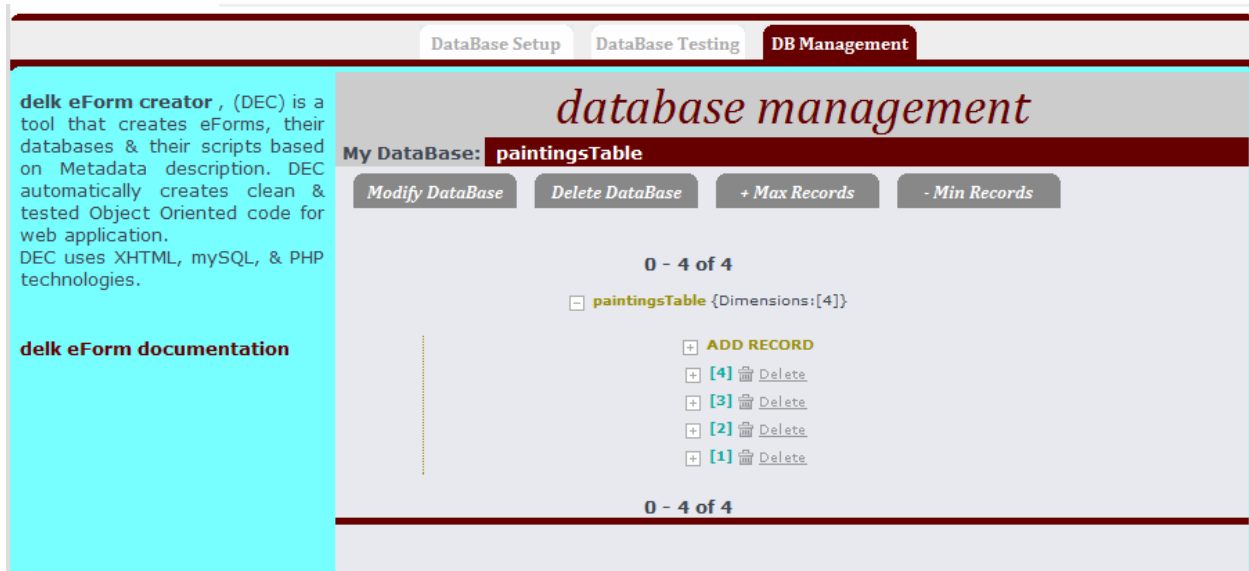 DataBase Setup DataBase Testing DB Management
delk eForm creator , (DEC) is a
tool that creates eForms, their
databases & their scripts based
on Metadata description. DEC
automatically creates clean &
tested Object Oriented code for
web application.
DEC uses XHTML, mySQL, & PHP
technologies.
delk eForm documentation
database management
My DataBase: paintingsTable
Modify DataBase Delete DataBase + Max Records - Min Records
0 - 4 of 4
paintingsTable {Dimensions:[4]}
ADD RECORD
[4] Delete
[3] Delete
[2] Delete
[1] Delete
0 - 4 of 4